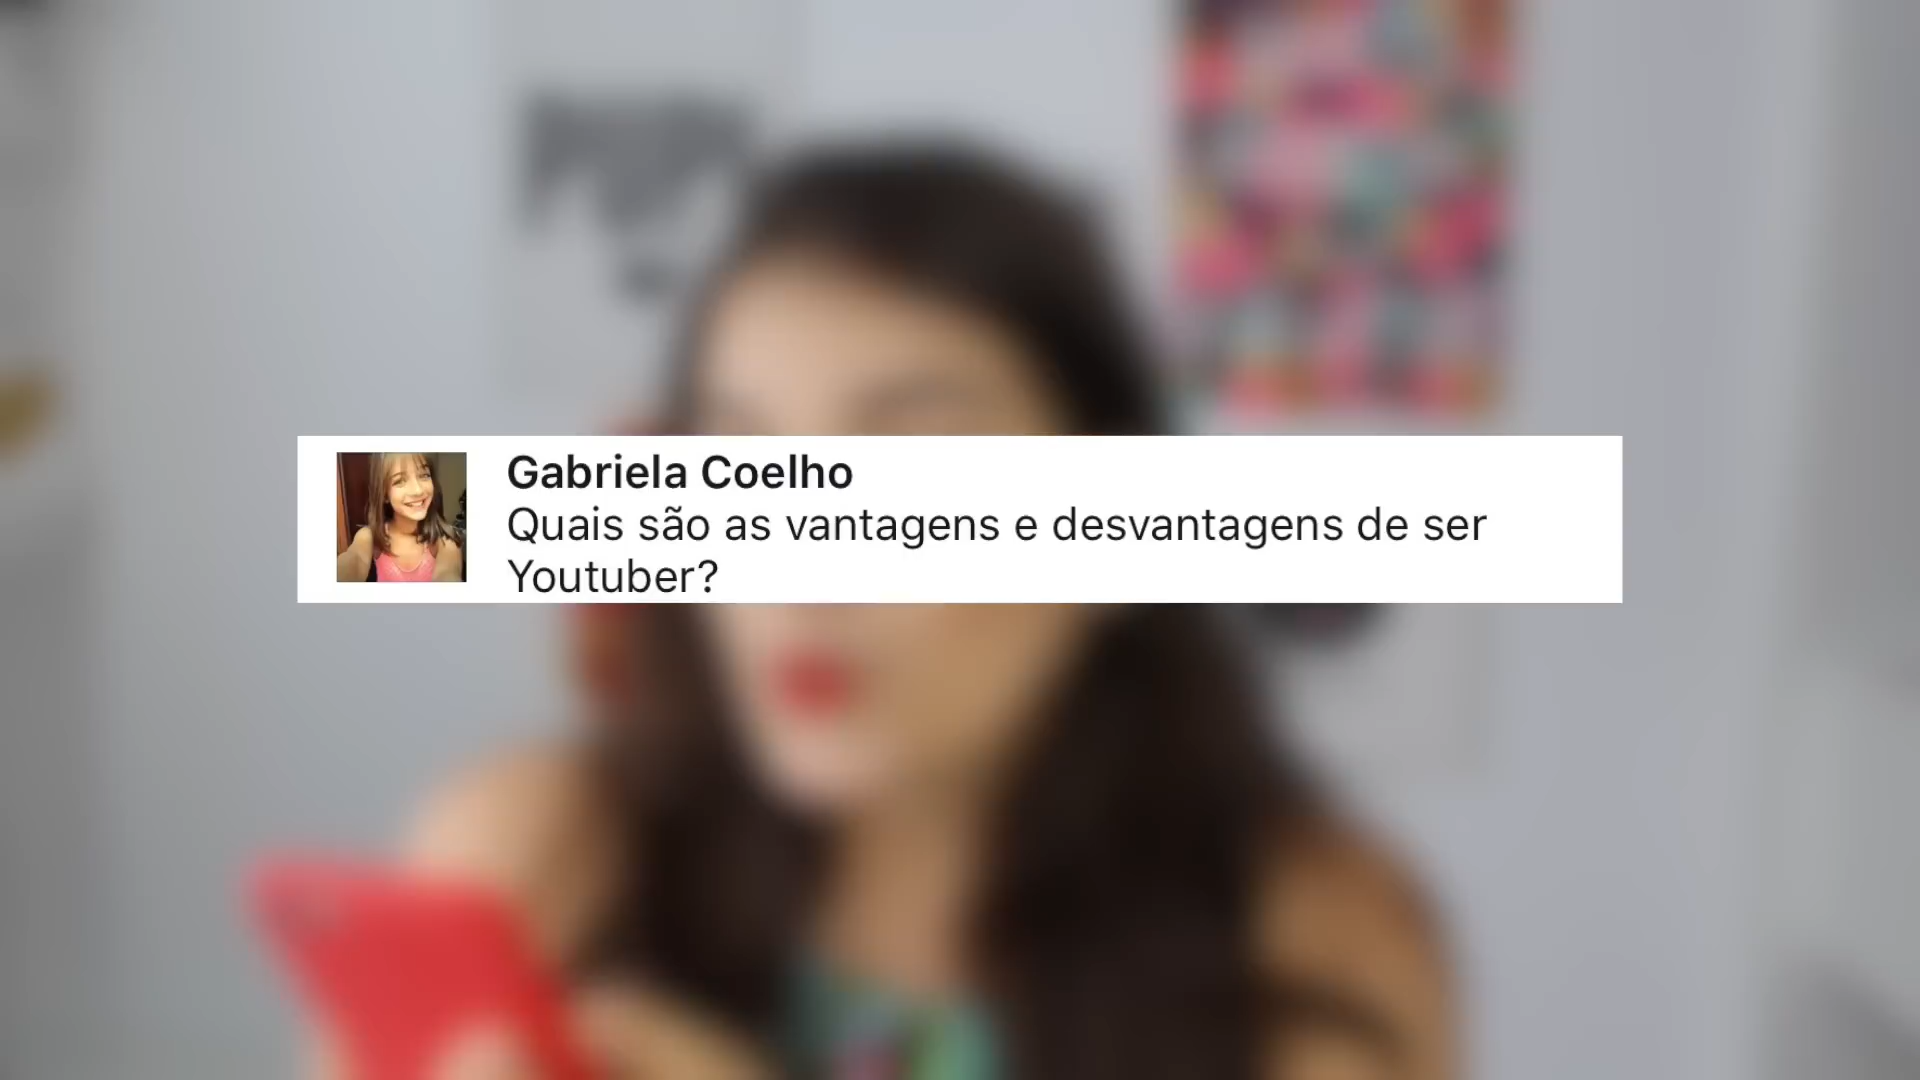 Gabriela Coelho
Quais são as vantagens e desvantagens de ser
Youtuber?